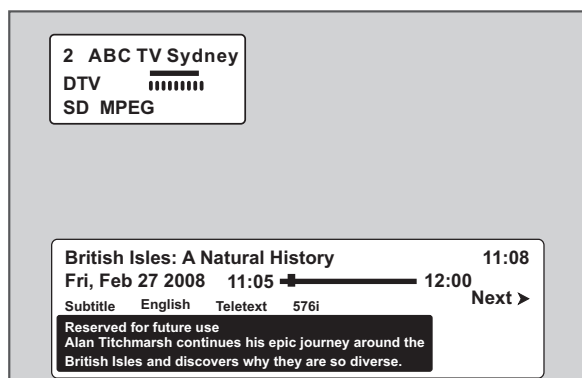 2 ABC TV Sydney
DTV
SD MPEG
British Isles: A Natural History 11:08
Fri, Feb 27 2008 11:05 12:00
Next
Subtitle English Teletext 576i
Reserved for future use
Alan Titchmarsh continues his epic journey around the
British Isles and discovers why they are so diverse.